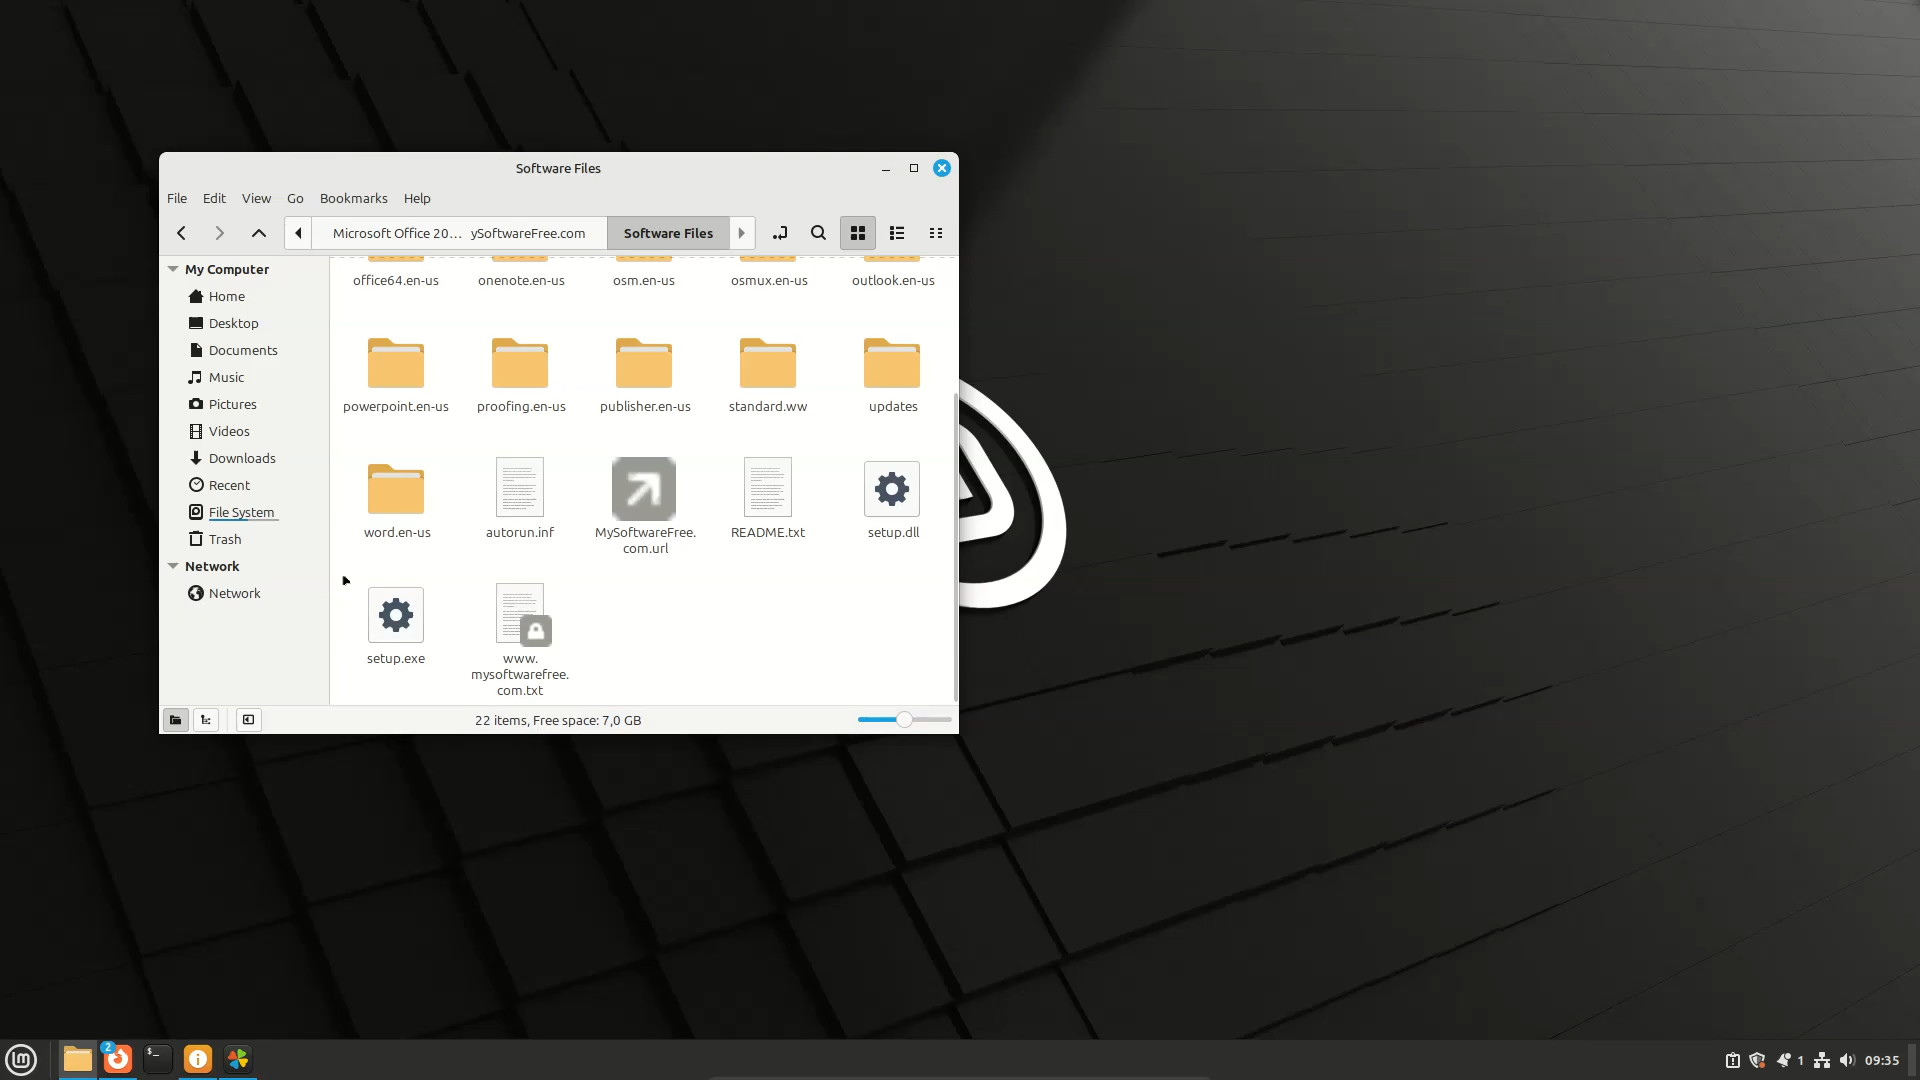 Software Files
File Edit View Go Bookmarks Help
Microsoft Office 20... ySoftwareFree.com Software Files
My Computer
Home
Desktop
Documents
Music
Pictures
Videos
Downloads
Recent
File System
Trash
Network
Network
office64.en-us onenote.en-us osm.en-us osmux.en-us outlook.en-us
powerpoint.en-us proofing.en-us publisher.en-us standard.ww updates
word.en-us autorun.inf MySoftwareFree. README.txt setup.dll
com.url
setup.exe www.
mysoftwarefree.
com.txt
22 items, Free space: 7,0 GB
2
1 09:35